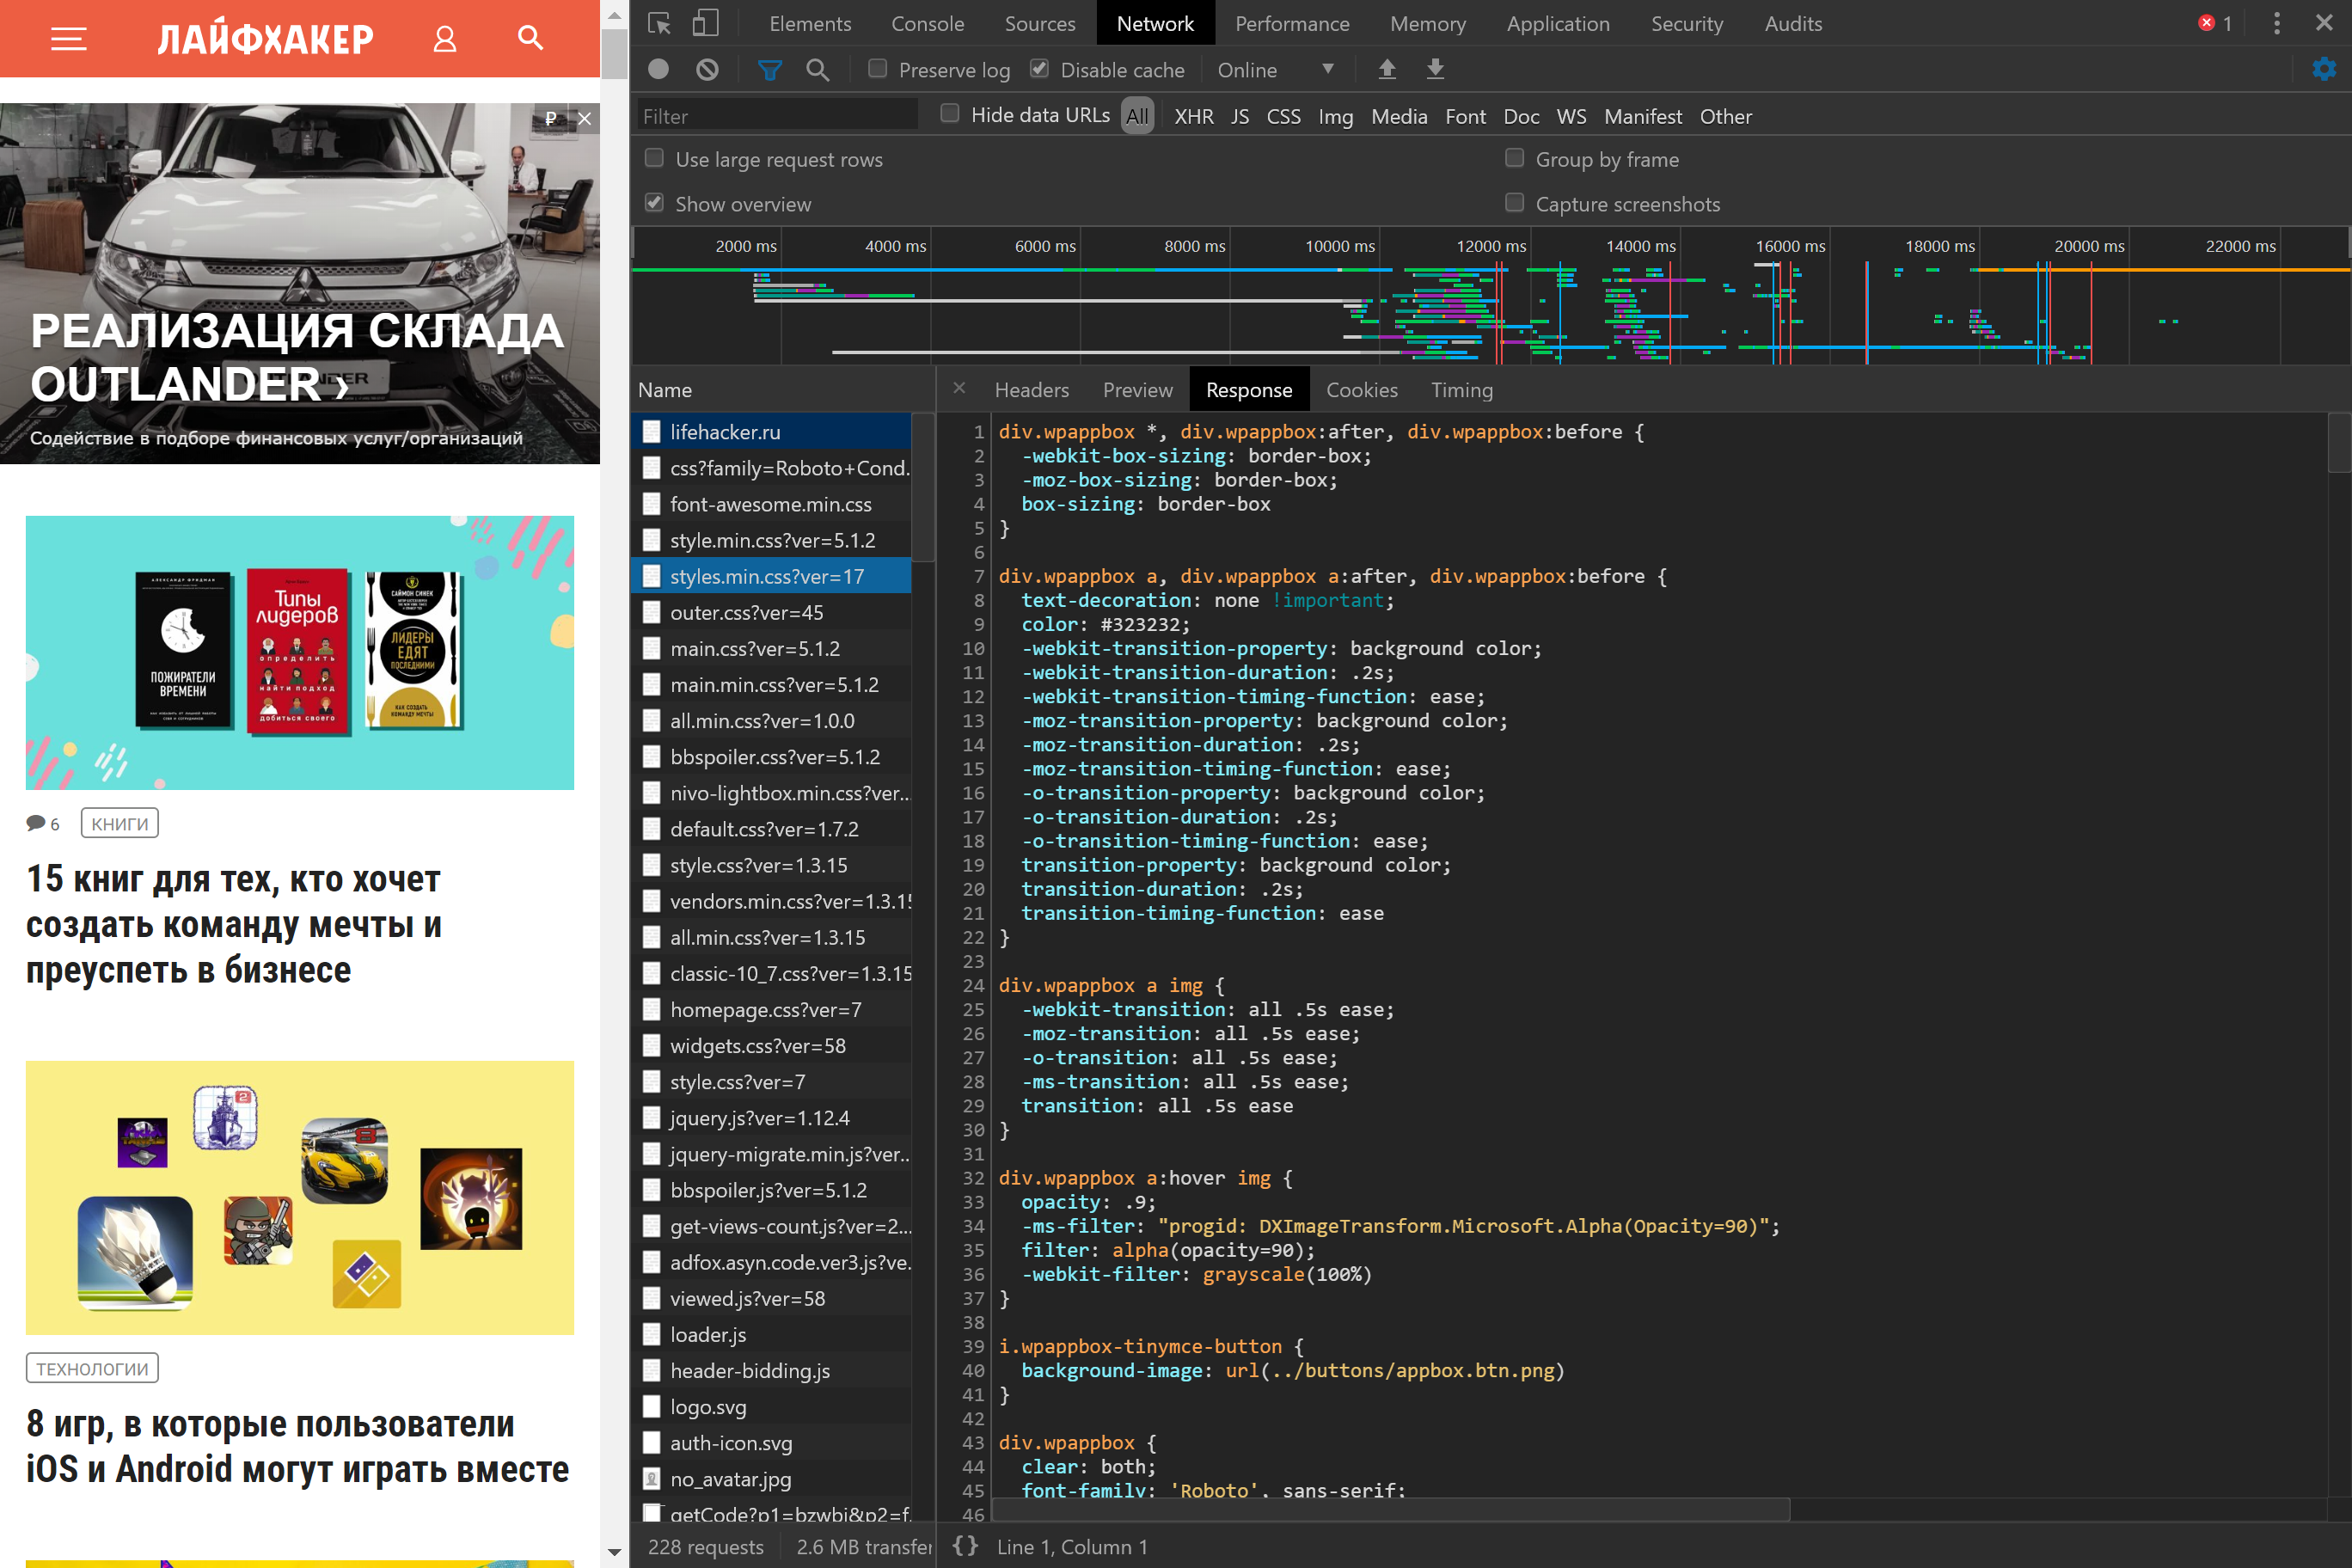 ЛАЙФХАКЕР
₽
РЕАЛИЗАЦИЯ СКЛАДА
OUTLANDER ›
Содействие в подборе финансовых услуг/организаций
АЛЕКСАНДР ФРИДМАН
ПОЖИРАТЕЛИ
ВРЕМЕНИ
Типы
лидеров
определить
найти подход
добиться своего
САЙМОН СИНЕК
ЛИДЕРЫ
ЕДЯТ
ПОСЛЕДНИМИ
КАК СОЗДАТЬ
КОМАНДУ МЕЧТЫ
6 КНИГИ
15 книг для тех, кто хочет
создать команду мечты и
преуспеть в бизнесе
2
8
ТЕХНОЛОГИИ
8 игр, в которые пользователи
iOS и Android могут играть вместе
Elements Console Sources Network Performance Memory Application Security Audits 1
Preserve log Disable cache Online
Filter Hide data URLs All XHR JS CSS Img Media Font Doc WS Manifest Other
Use large request rows Group by frame
Show overview Capture screenshots
2000 ms 4000 ms 6000 ms 8000 ms 10000 ms 12000 ms 14000 ms 16000 ms 18000 ms 20000 ms 22000 ms
Name
lifehacker.ru
css?family=Roboto+Cond.
font-awesome.min.css
style.min.css?ver=5.1.2
styles.min.css?ver=17
outer.css?ver=45
main.css?ver=5.1.2
main.min.css?ver=5.1.2
all.min.css?ver=1.0.0
bbspoiler.css?ver=5.1.2
nivo-lightbox.min.css?ver...
default.css?ver=1.7.2
style.css?ver=1.3.15
vendors.min.css?ver=1.3.15
all.min.css?ver=1.3.15
classic-10_7.css?ver=1.3.15
homepage.css?ver=7
widgets.css?ver=58
style.css?ver=7
jquery.js?ver=1.12.4
jquery-migrate.min.js?ver..
bbspoiler.js?ver=5.1.2
get-views-count.js?ver=2...
adfox.asyn.code.ver3.js?ve.
viewed.js?ver=58
loader.js
header-bidding.js
logo.svg
auth-icon.svg
no_avatar.jpg
getCode?p1=bzwbi&p2=f.
228 requests 2.6 MB transfer
Headers Preview Response Cookies Timing
1 div.wpappbox *, div.wpappbox:after, div.wpappbox:before {
2 -webkit-box-sizing: border-box;
3 -moz-box-sizing: border-box;
4 box-sizing: border-box
5 }
6
7 div.wpappbox a, div.wpappbox a:after, div.wpappbox:before {
8 text-decoration: none !important;
9 color: #323232;
10 -webkit-transition-property: background color;
11 -webkit-transition-duration: .2s;
12 -webkit-transition-timing-function: ease;
13 -moz-transition-property: background color;
14 -moz-transition-duration: .2s;
15 -moz-transition-timing-function: ease;
16 -o-transition-property: background color;
17 -o-transition-duration: .2s;
18 -o-transition-timing-function: ease;
19 transition-property: background color;
20 transition-duration: .2s;
21 transition-timing-function: ease
22 }
23
24 div.wpappbox a img {
25 -webkit-transition: all .5s ease;
26 -moz-transition: all .5s ease;
27 -o-transition: all .5s ease;
28 -ms-transition: all .5s ease;
29 transition: all .5s ease
30 }
31
32 div.wpappbox a:hover img {
33 opacity: .9;
34 -ms-filter: "progid: DXImageTransform.Microsoft.Alpha(Opacity=90)";
35 filter: alpha(opacity=90);
36 -webkit-filter: grayscale(100%)
37 }
38
39 i.wpappbox-tinymce-button {
40 background-image: url(../buttons/appbox.btn.png)
41 }
42
43 div.wpappbox {
44 clear: both;
45 font-family: 'Roboto', sans-serif;
46
{} Line 1, Column 1